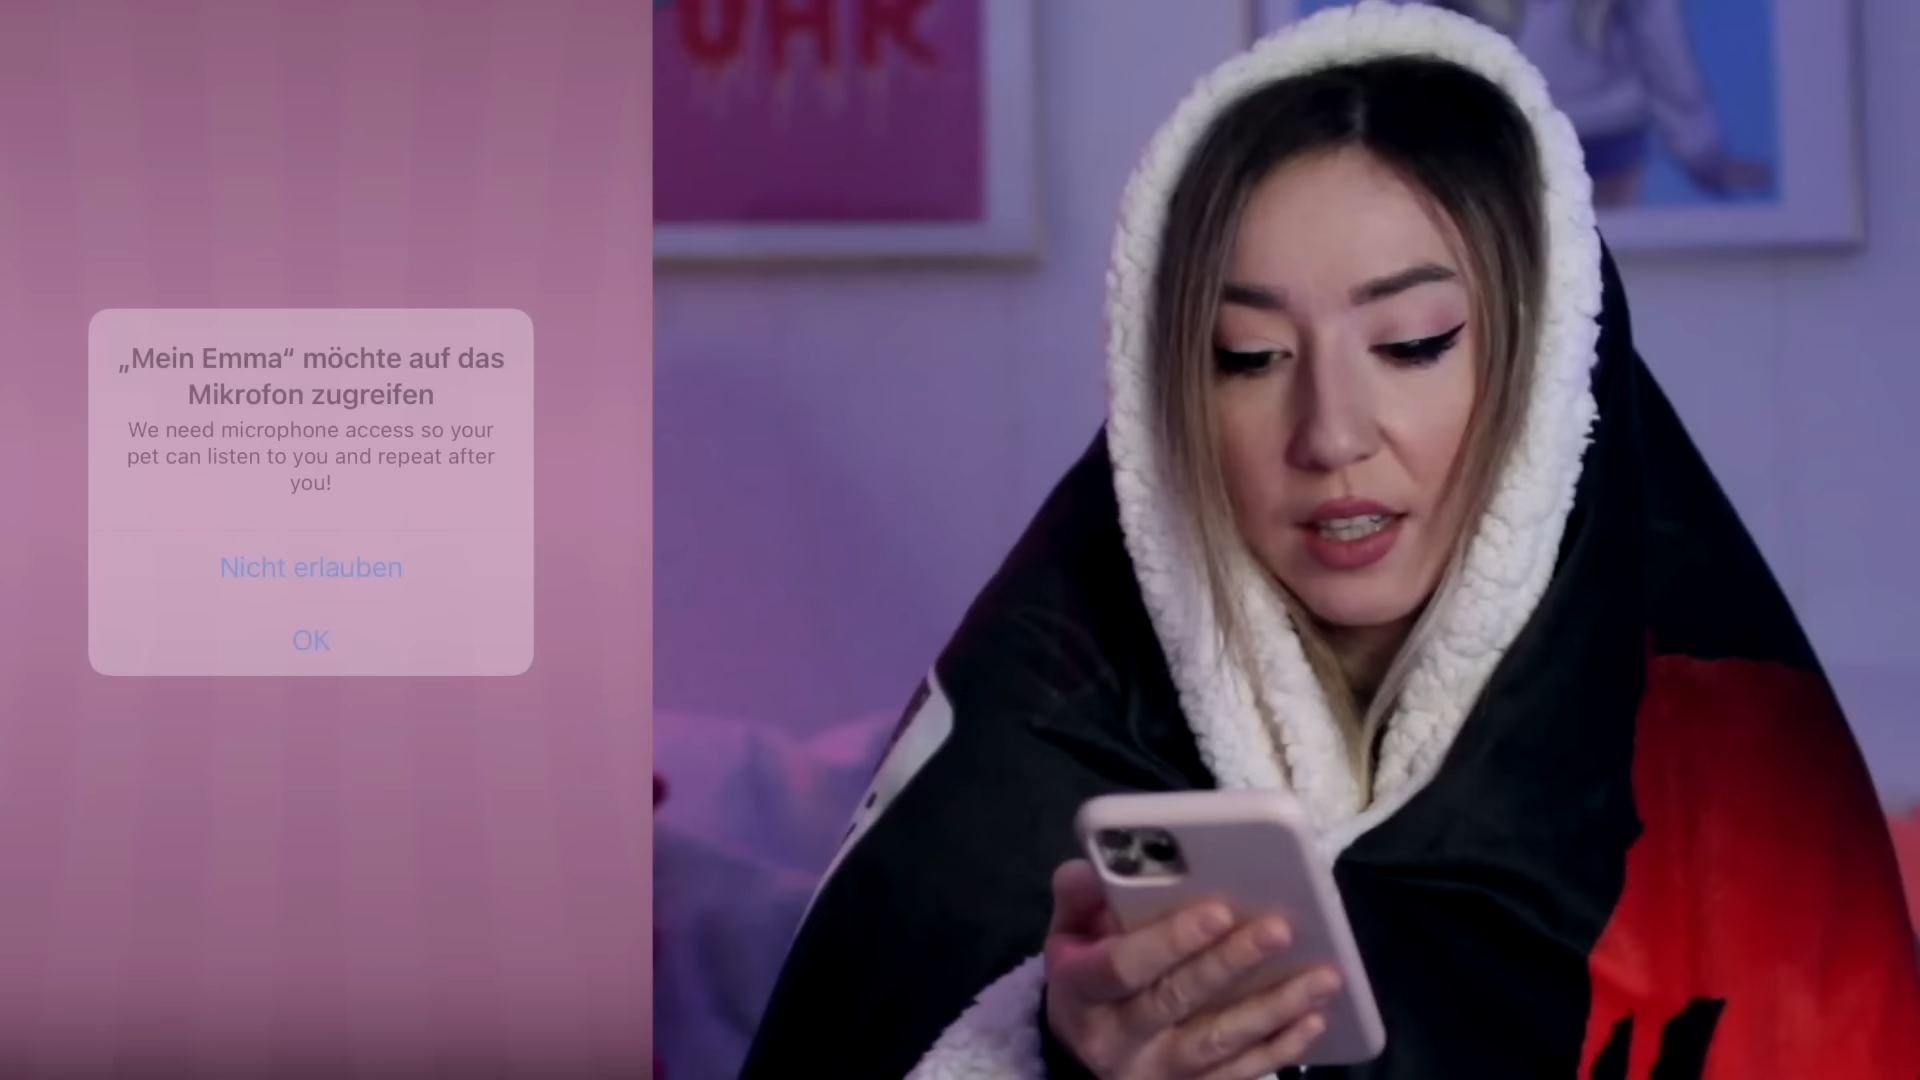 „Mein Emma“ möchte auf das
Mikrofon zugreifen
We need microphone access so your
pet can listen to you and repeat after
you!
Nicht erlauben
OK
UHR